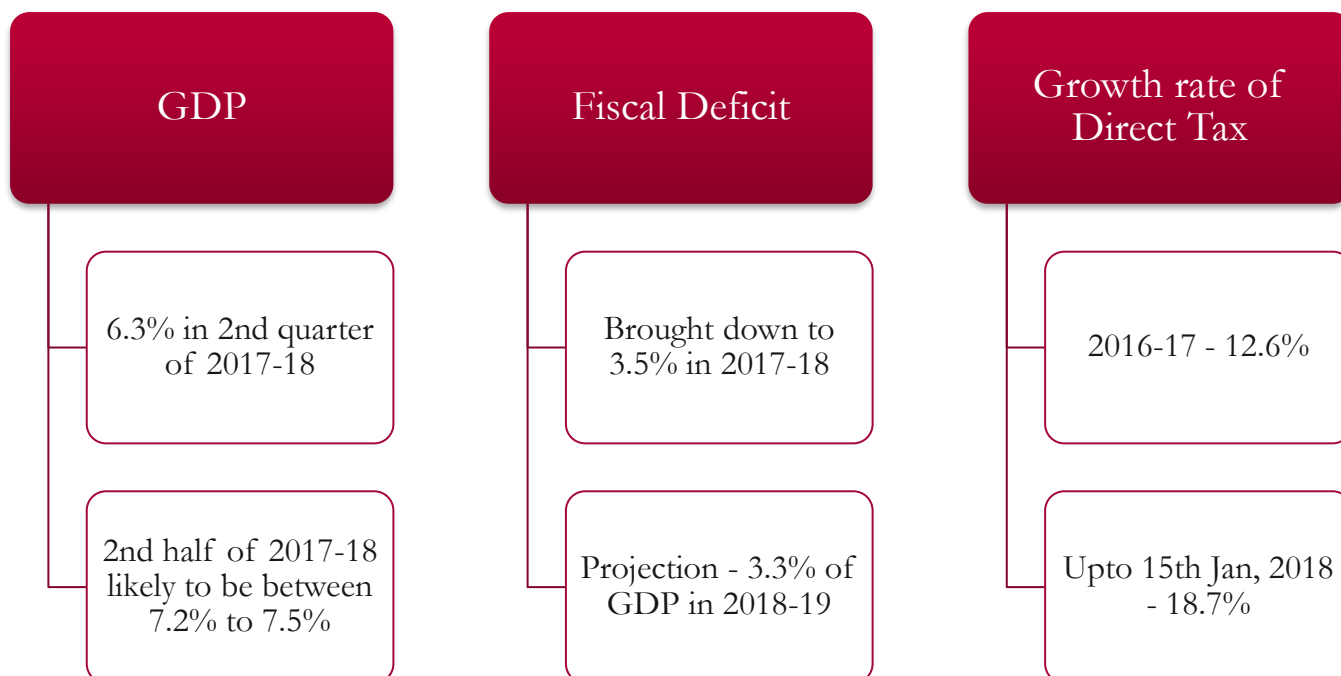 GDP
6.3% in 2nd quarter
of 2017-18
2nd half of 2017-18
likely to be between
7.2% to 7.5%
Fiscal Deficit
Brought down to
3.5% in 2017-18
Projection - 3.3% of
GDP in 2018-19
Growth rate of
Direct Tax
2016-17 - 12.6%
Upto 15th Jan, 2018
- 18.7%